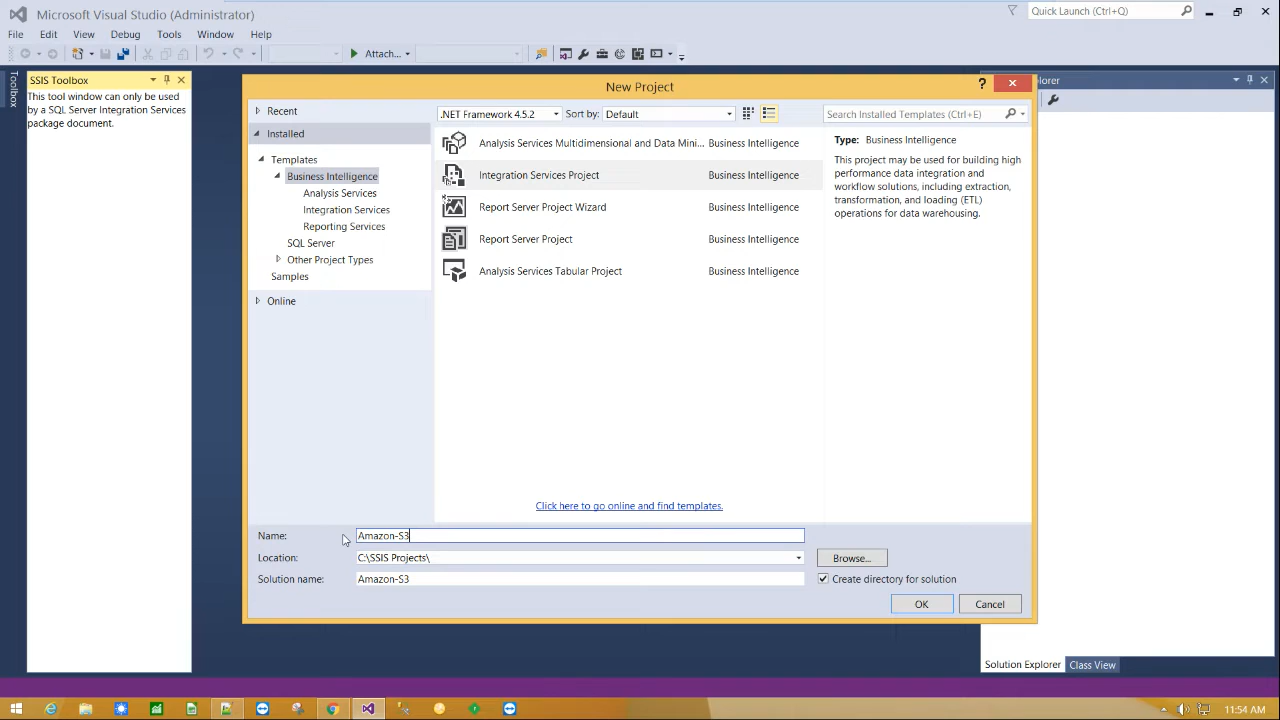 Microsoft Visual Studio (Administrator)
Quick Launch (Ctrl+Q)
File Edit View Debug Tools Window Help
Attach...
Toolbox
SSIS Toolbox
This tool window can only be used
by a SQL Server Integration Services
package document.
New Project
?
Explorer
Recent
.NET Framework 4.5.2
Sort by: Default
Search Installed Templates (Ctrl+E)
Installed
Templates
Business Intelligence
Analysis Services
Integration Services
Reporting Services
SQL Server
Other Project Types
Samples
Online
Analysis Services Multidimensional and Data Mini... Business Intelligence
Integration Services Project Business Intelligence
Report Server Project Wizard Business Intelligence
Report Server Project Business Intelligence
Analysis Services Tabular Project Business Intelligence
Type: Business Intelligence
This project may be used for building high
performance data integration and
workflow solutions, including extraction,
transformation, and loading (ETL)
operations for data warehousing.
Click here to go online and find templates.
Name: Amazon-S3
Location: C:\SSIS Projects\
Browse...
Solution name: Amazon-S3
Create directory for solution
OK Cancel
Solution Explorer Class View
11:54 AM